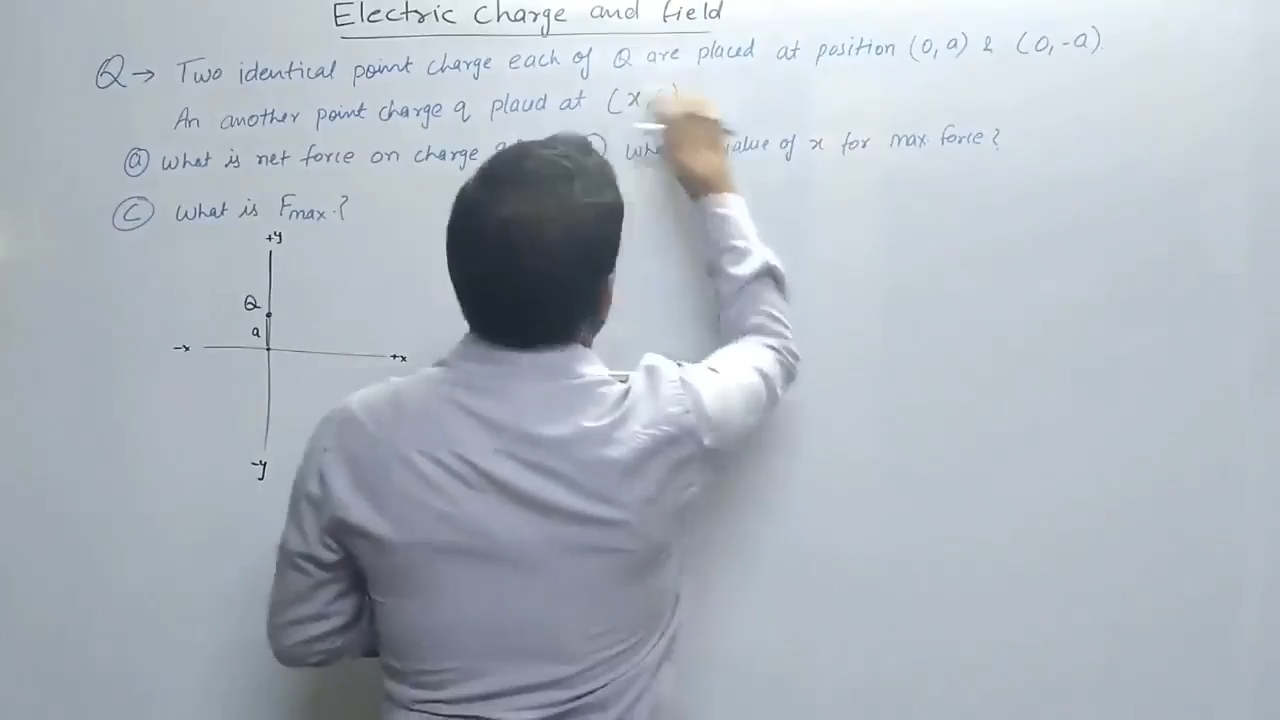 Electric Charge and field
Q→ Two identical point charge each of Q are placed at position (0, a) & (0, -a).
An another point charge q plaud at (x,
(a) what is net force on charge value of x for max force?
(C) what is Fmax.?
+y
Q
a
-x +x
-y